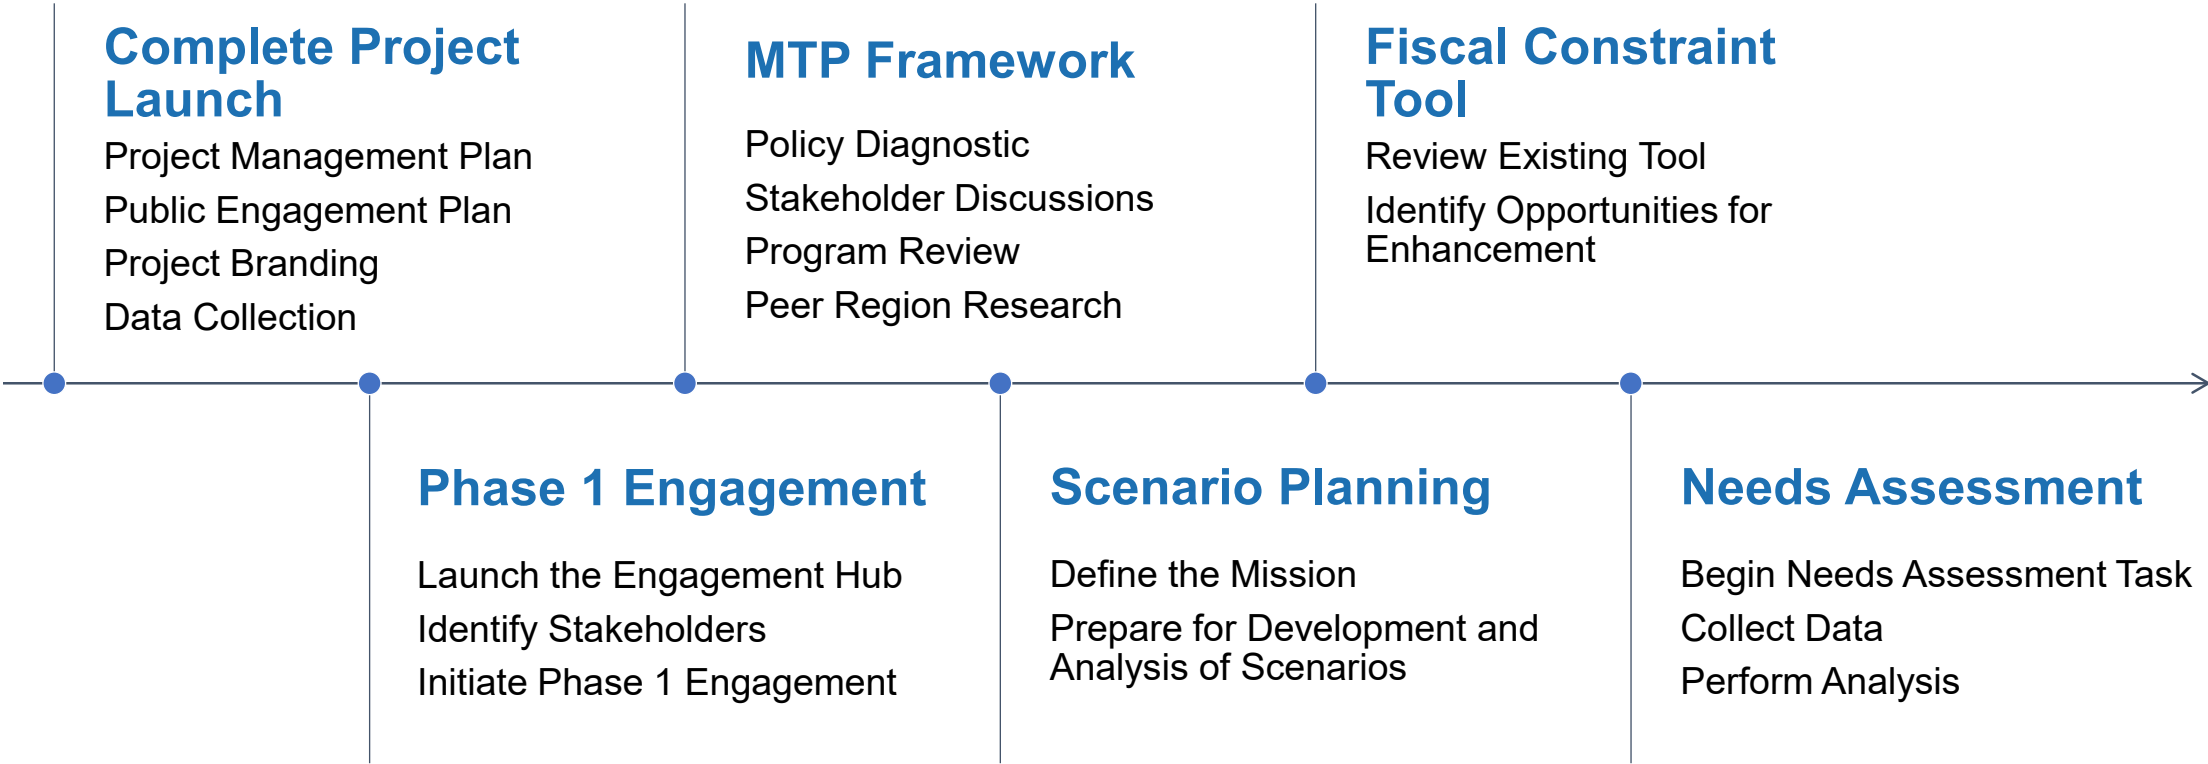 Complete Project
Launch
Project Management Plan
Public Engagement Plan
Project Branding
Data Collection
Phase 1 Engagement
Launch the Engagement Hub
Identify Stakeholders
Initiate Phase 1 Engagement
MTP Framework
Policy Diagnostic
Stakeholder Discussions
Program Review
Peer Region Research
Scenario Planning
Define the Mission
Prepare for Development and
Analysis of Scenarios
Fiscal Constraint
Tool
Review Existing Tool
Identify Opportunities for
Enhancement
Needs Assessment
Begin Needs Assessment Task
Collect Data
Perform Analysis